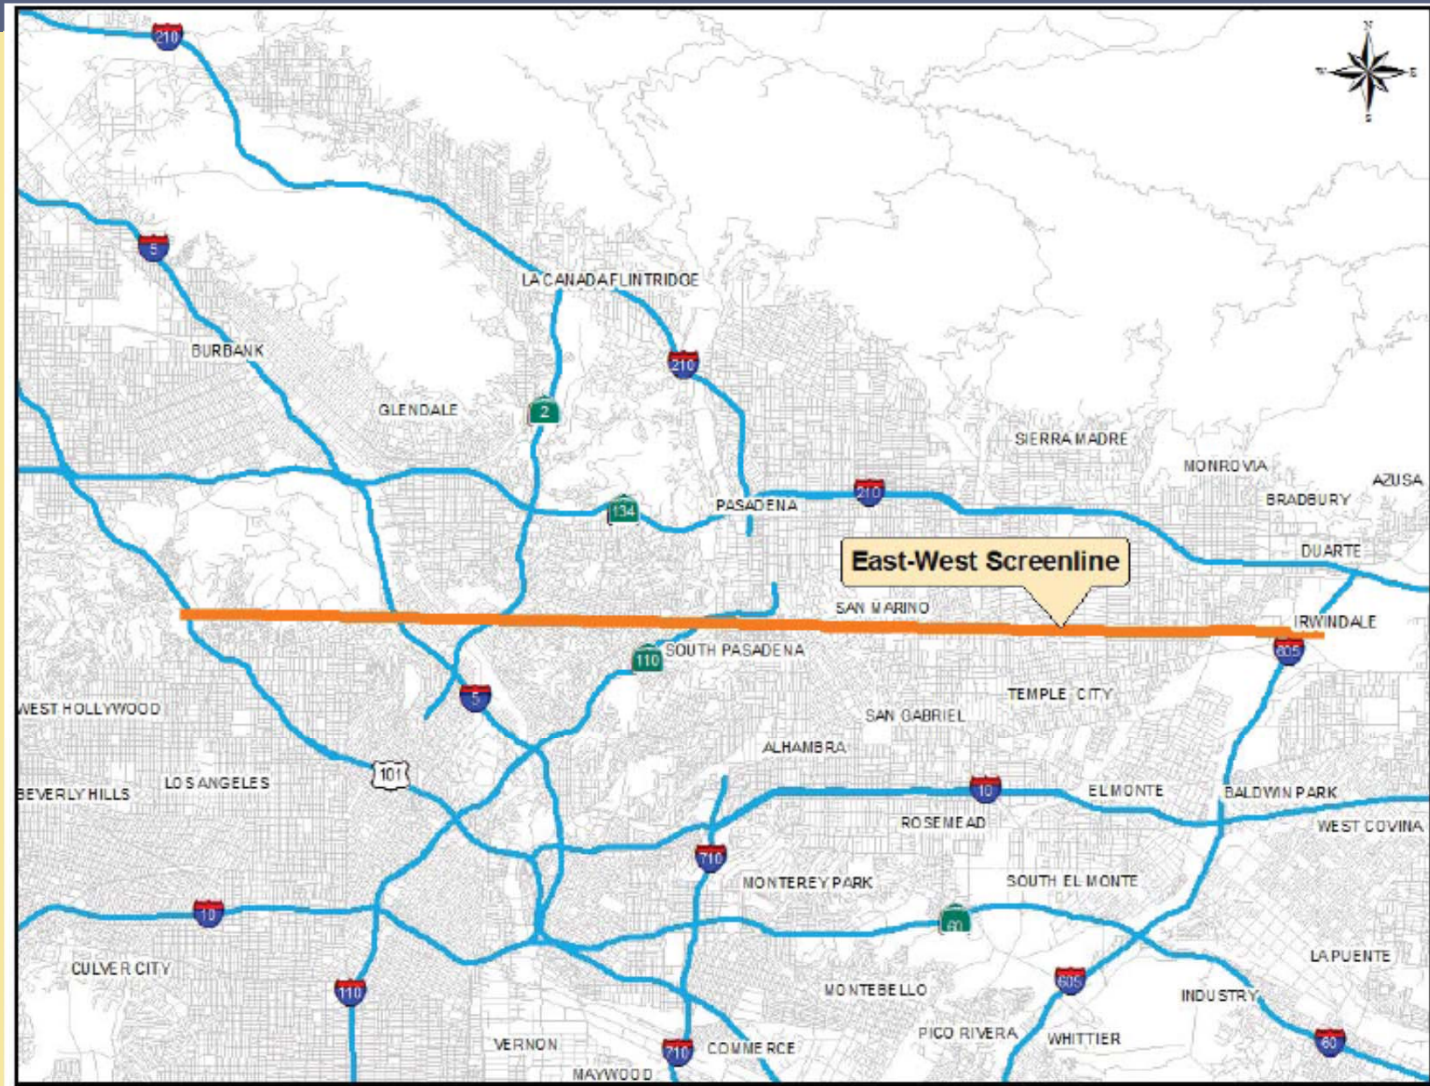 N
210
W E
S
5
LA CANADA FLINTRIDGE
BURBANK
210
GLENDALE
2
SIERRA MADRE
MONROVIA
AZUSA
210
BRADBURY
PASADENA
134
DUARTE
East-West Screenline
SAN MARINO
IRWINDALE
SOUTH PASADENA
605
110
TEMPLE CITY
5
WEST HOLLYWOOD
SAN GABRIEL
ALHAMBRA
101
LOS ANGELES
10
EL MONTE
BALDWIN PARK
BEVERLY HILLS
ROSEMEAD
WEST COVINA
710
MONTEREY PARK
SOUTH EL MONTE
10
60
LA PUENTE
CULVER CITY
605
110
MONTEBELLO
INDUSTRY
PICO RIVERA
WHITTIER
60
VERNON
710
COMMERCE
MAYWOOD